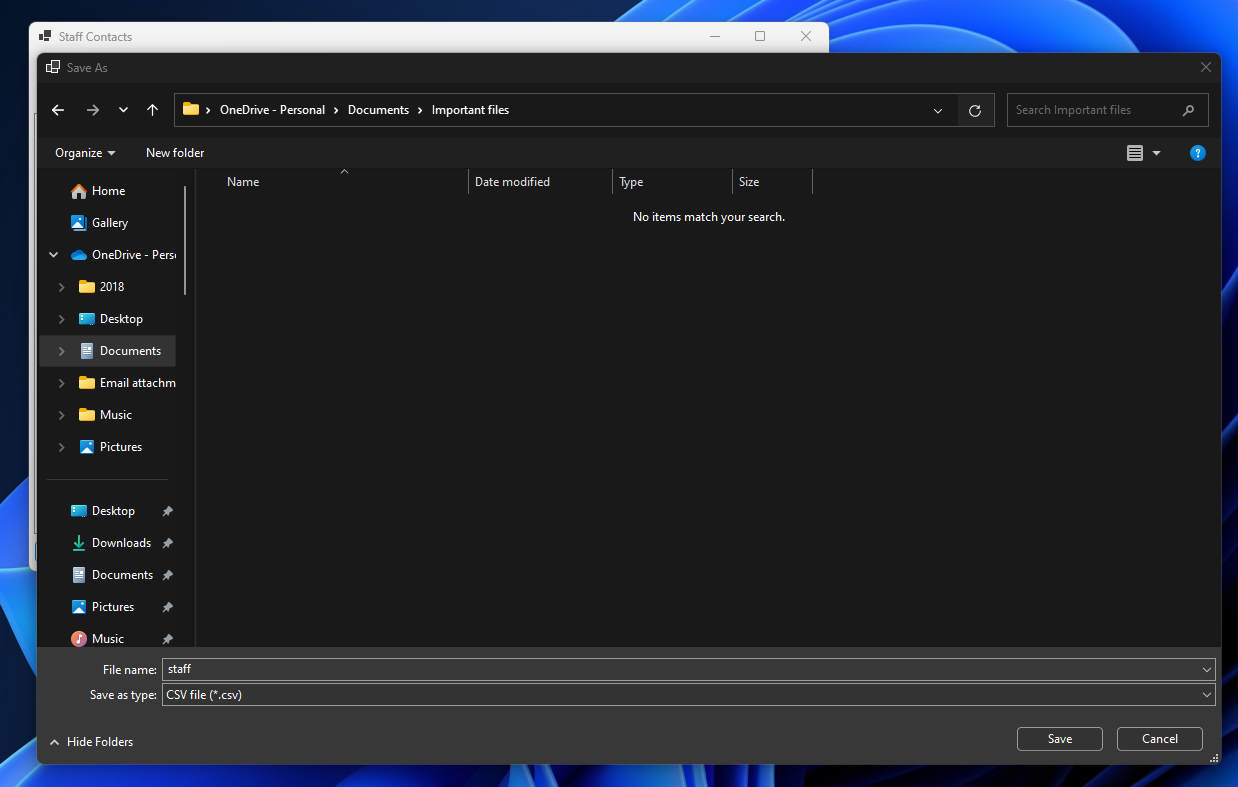 Staff Contacts
Save As
OneDrive - Personal Documents Important files
Search Important files
Organize New folder
?
Name Date modified Type Size
No items match your search.
Home
Gallery
OneDrive - Pers
2018
Desktop
Documents
Email attachm
Music
Pictures
Desktop
Downloads
Documents
Pictures
Music
File name: staff
Save as type: CSV file (*.csv)
Hide Folders
Save Cancel